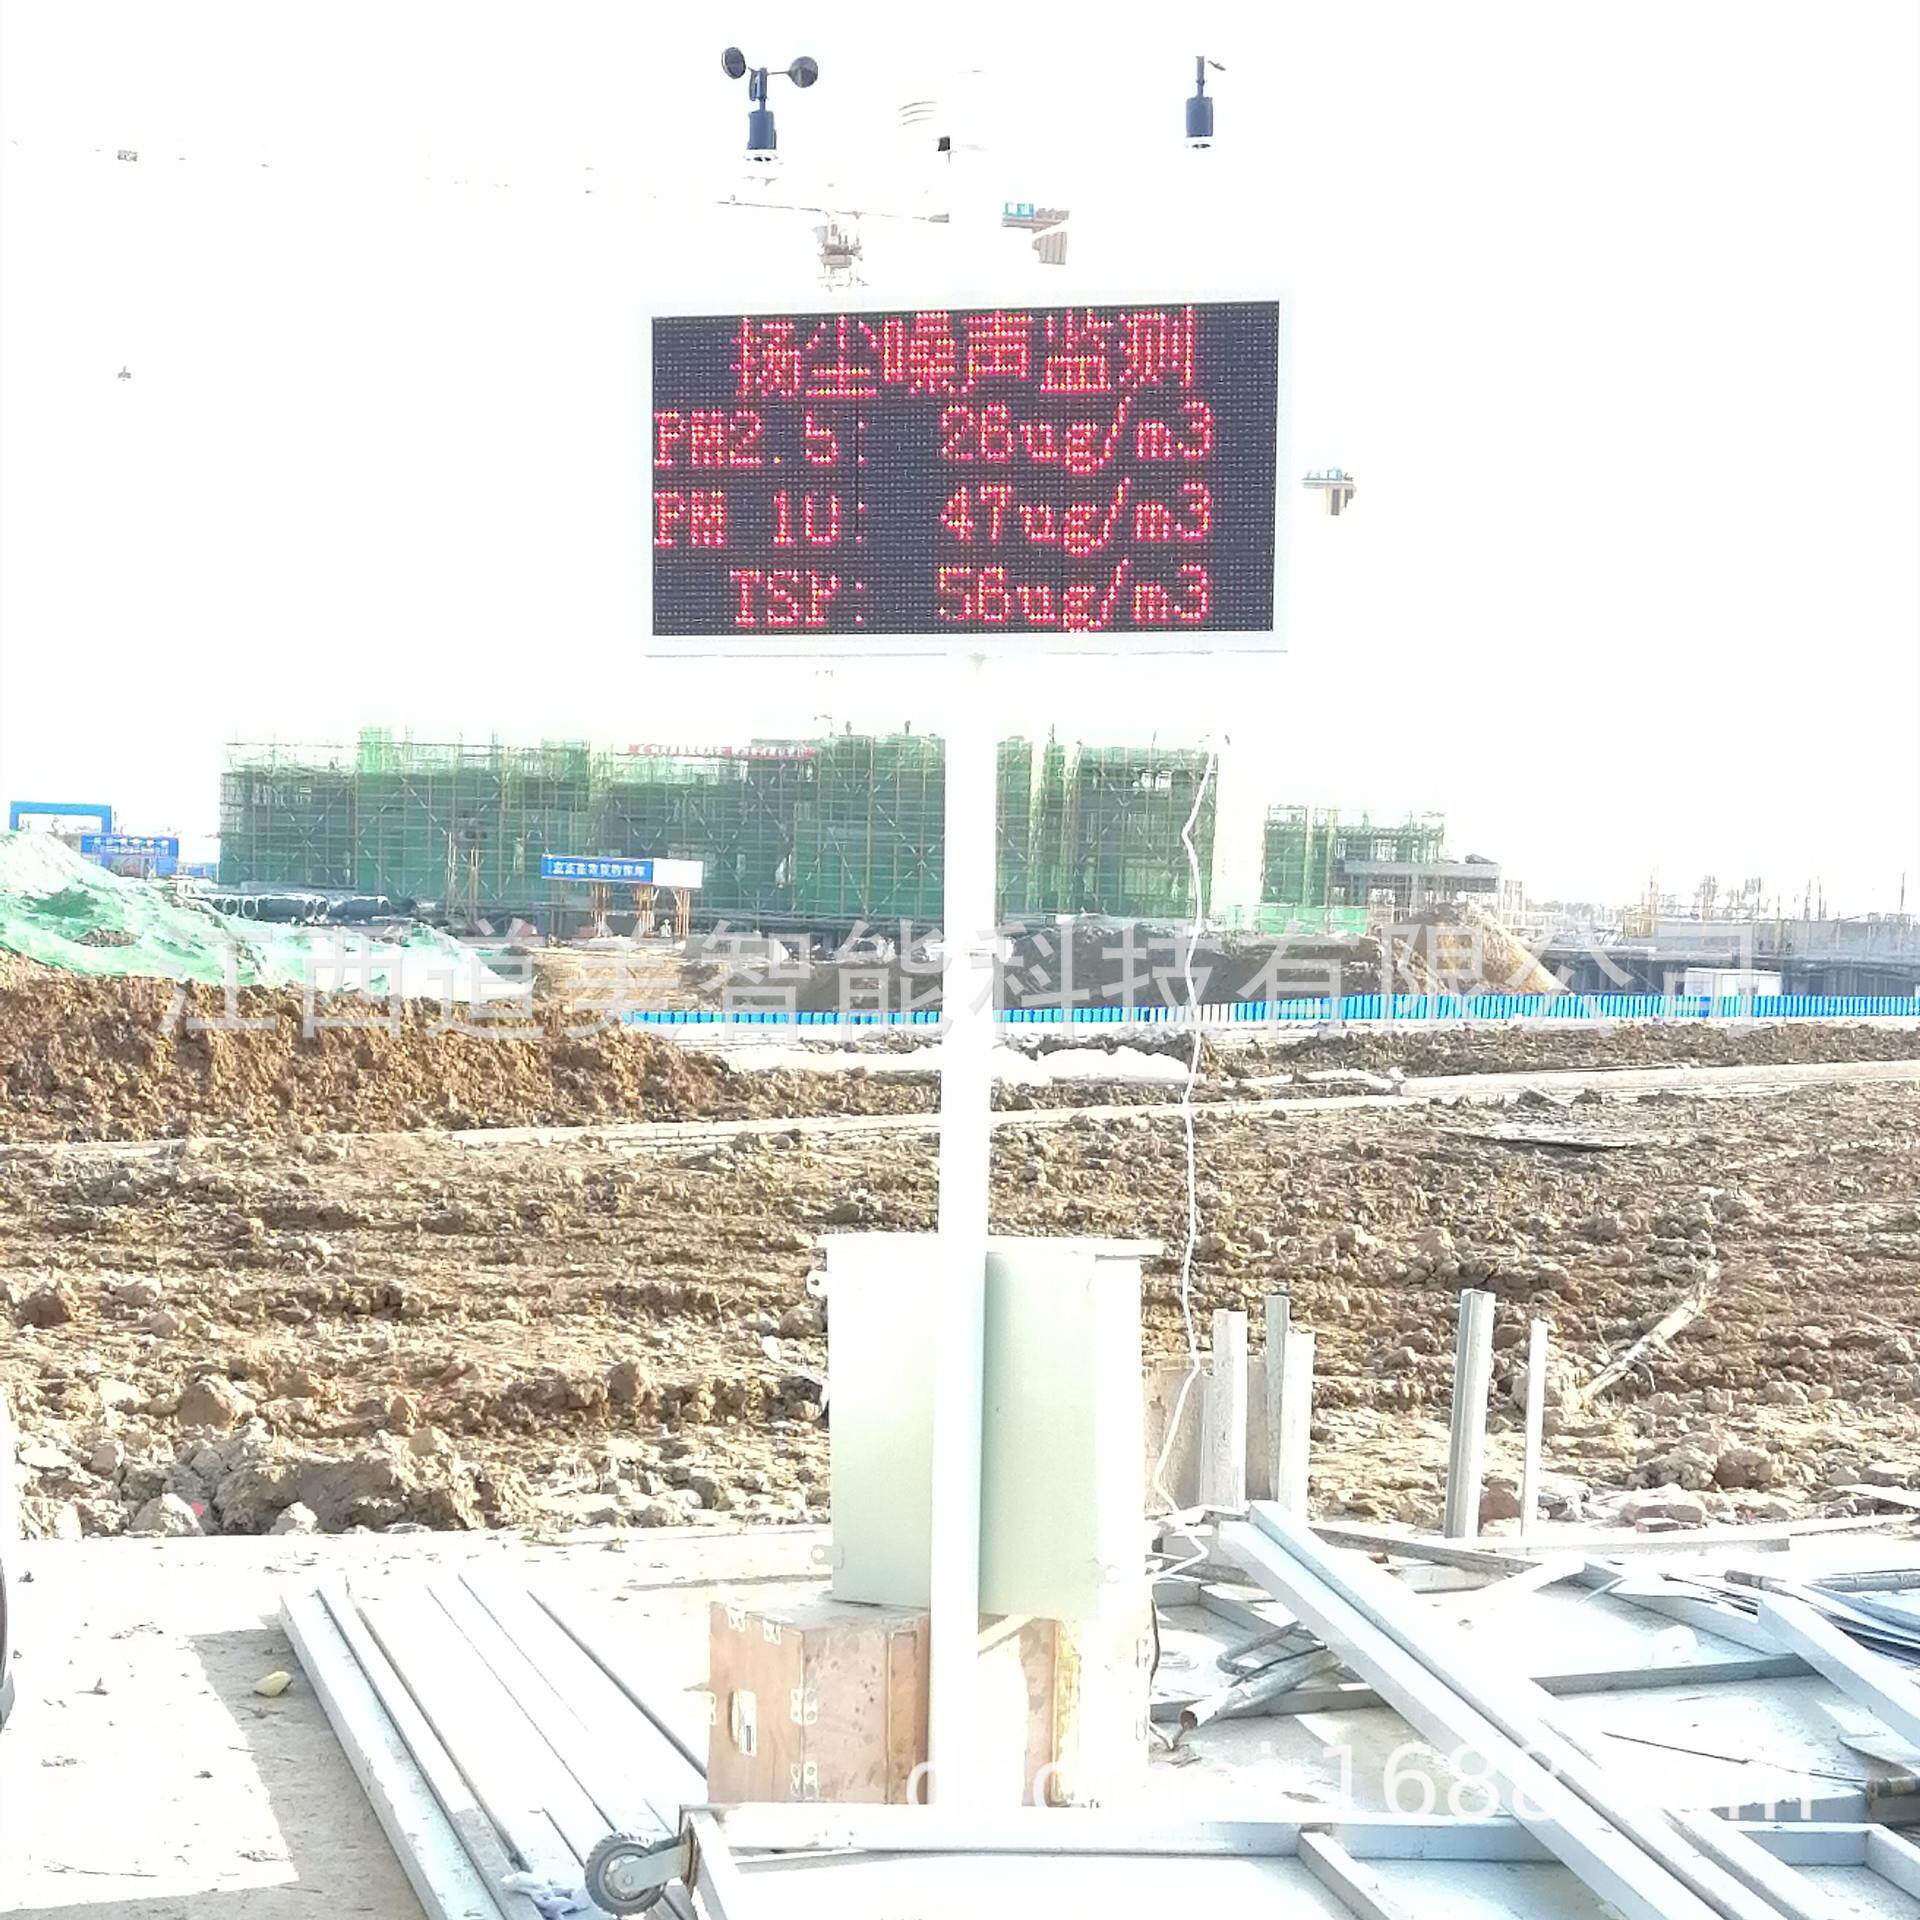 扬尘噪声监测
PM2.5: 26ug/m3
PM 10: 47ug/m3
TSP: 56ug/m3
江西道美智能科技有限公司